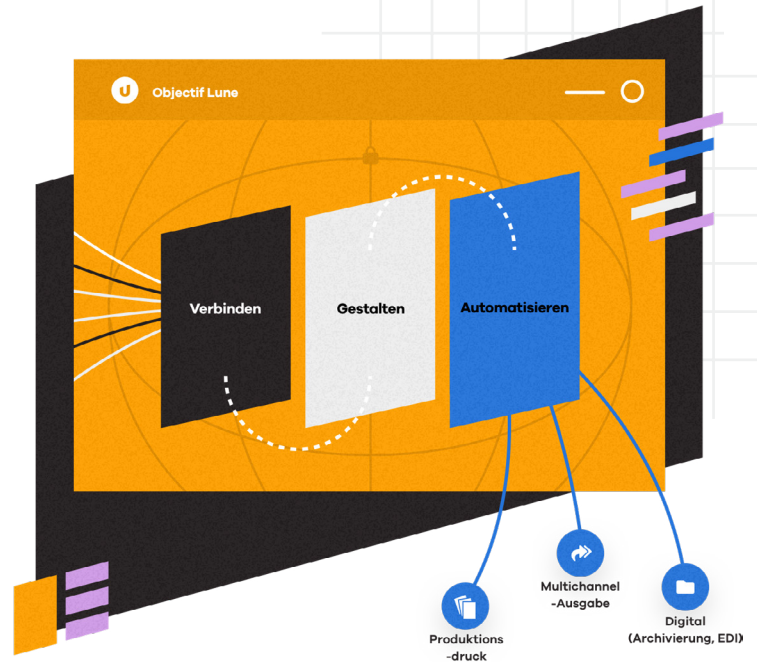 U
Objectif Lune
Verbinden
Gestalten
Automatisieren
Multichannel
-Ausgabe
Digital
(Archivierung, EDI)
Produktions
-druck